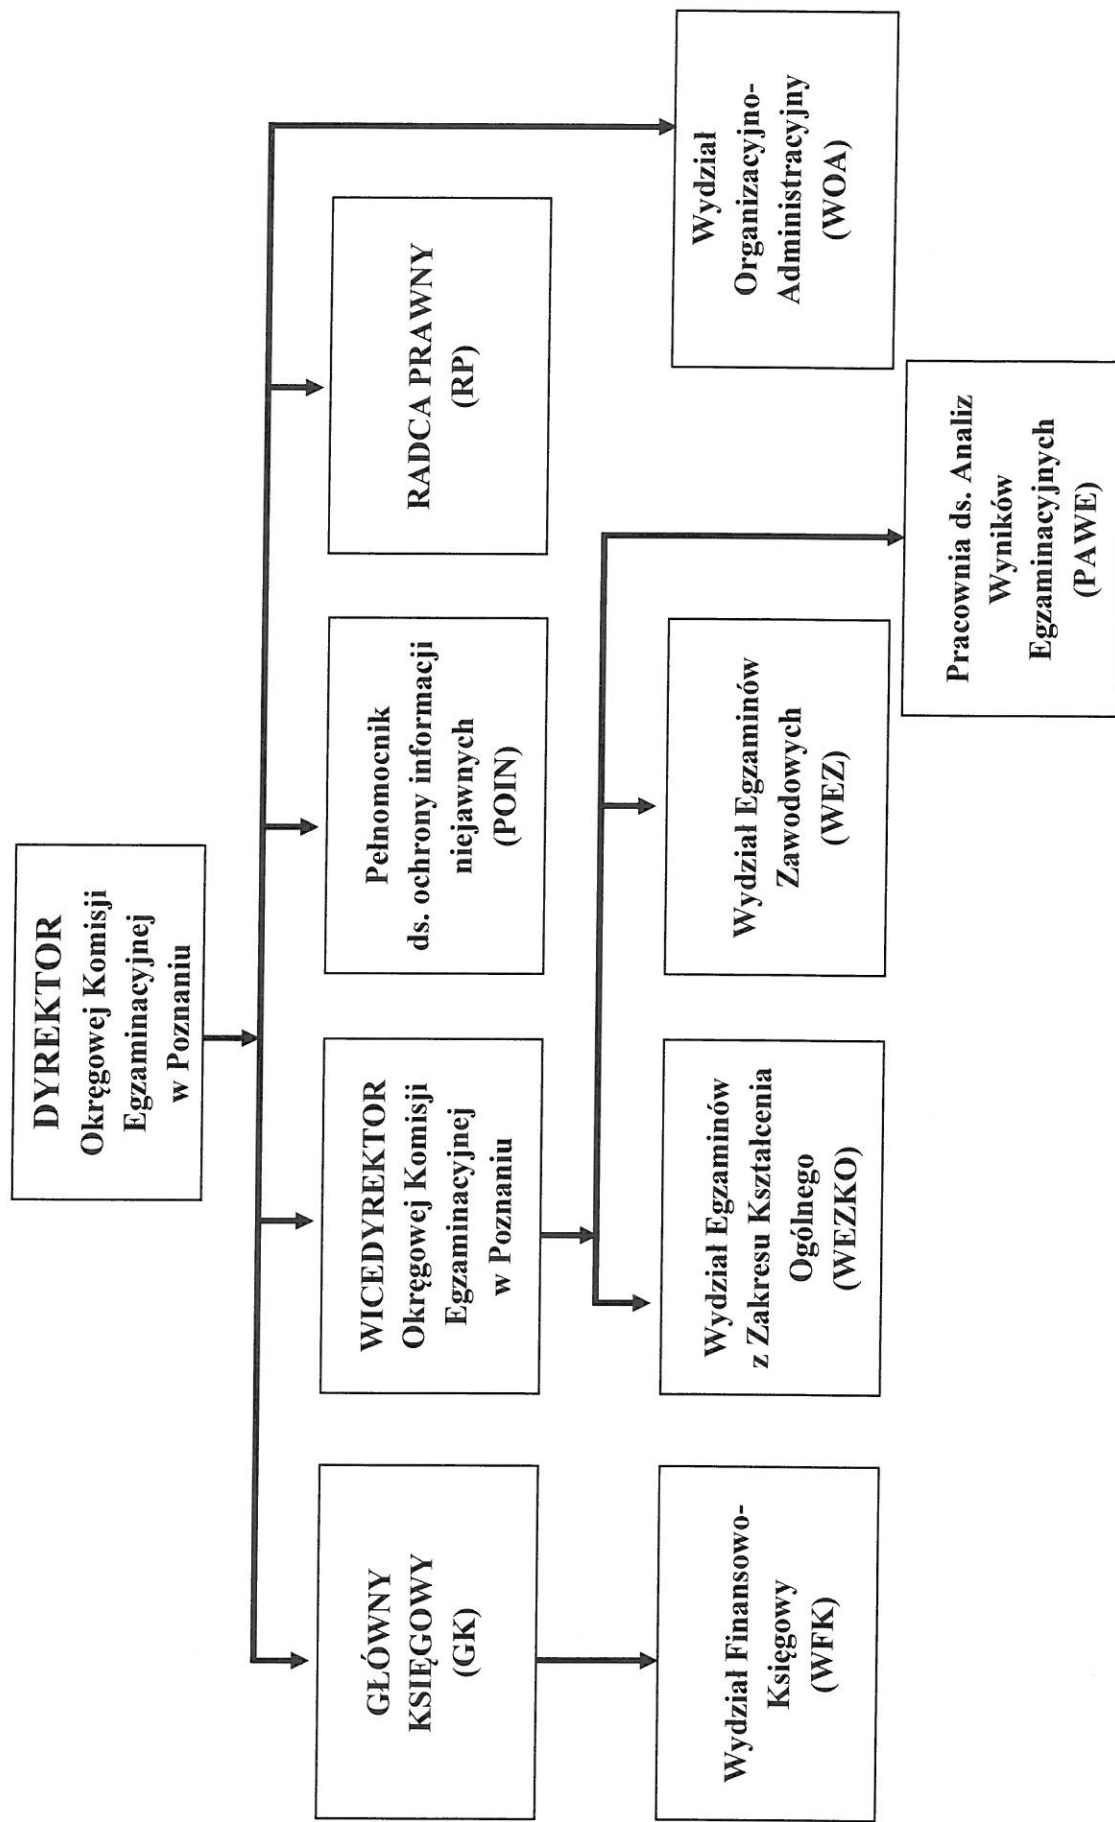 DYREKTOR
Okręgowej Komisji
Egzaminacyjnej
w Poznaniu
GŁÓWNY
KSIĘGOWY
(GK)
WICEDYREKTOR
Okręgowej Komisji
Egzaminacyjnej
w Poznaniu
Pełnomocnik
ds. ochrony informacji
niejawnych
(POIN)
RADCA PRAWNY
(RP)
Wydział Finansowo-
Księgowy
(WFK)
Wydział Egzaminów
z Zakresu Kształcenia
Ogólnego
(WEZKO)
Wydział Egzaminów
Zawodowych
(WEZ)
Wydział
Organizacyjno-
Administracyjny
(WOA)
Pracownia ds. Analiz
Wyników
Egzaminacyjnych
(PAWE)